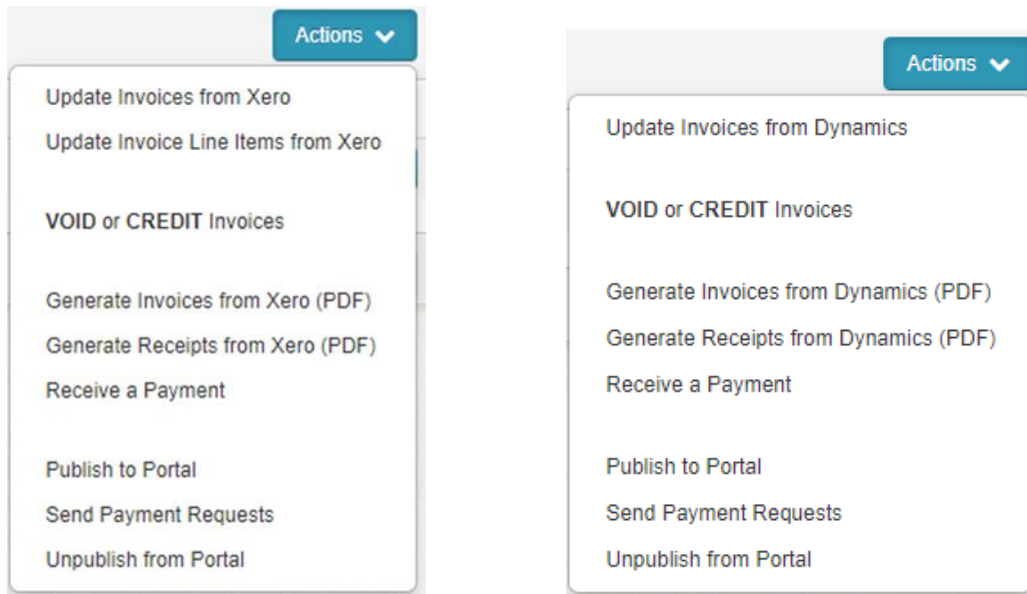 Actions
Update Invoices from Xero
Update Invoice Line Items from Xero
VOID or CREDIT Invoices
Generate Invoices from Xero (PDF)
Generate Receipts from Xero (PDF)
Receive a Payment
Publish to Portal
Send Payment Requests
Unpublish from Portal
Actions
Update Invoices from Dynamics
VOID or CREDIT Invoices
Generate Invoices from Dynamics (PDF)
Generate Receipts from Dynamics (PDF)
Receive a Payment
Publish to Portal
Send Payment Requests
Unpublish from Portal